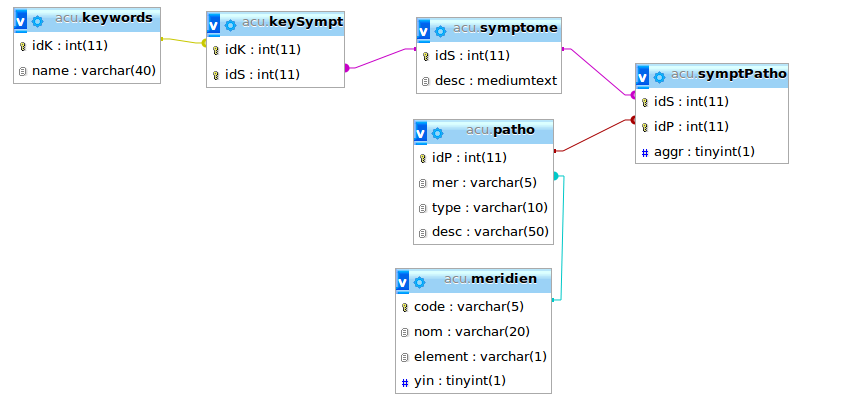 acu.keywords
idK : int(11)
name : varchar(40)
acu.keySympt
idK : int(11)
idS : int(11)
acu.symptome
idS : int(11)
desc : mediumtext
acu.symptPatho
idS : int(11)
idP : int(11)
# aggr : tinyint(1)
acu.patho
idP : int(11)
mer : varchar(5)
type : varchar(10)
desc : varchar(50)
acu.meridien
code : varchar(5)
nom : varchar(20)
element : varchar(1)
# yin : tinyint(1)